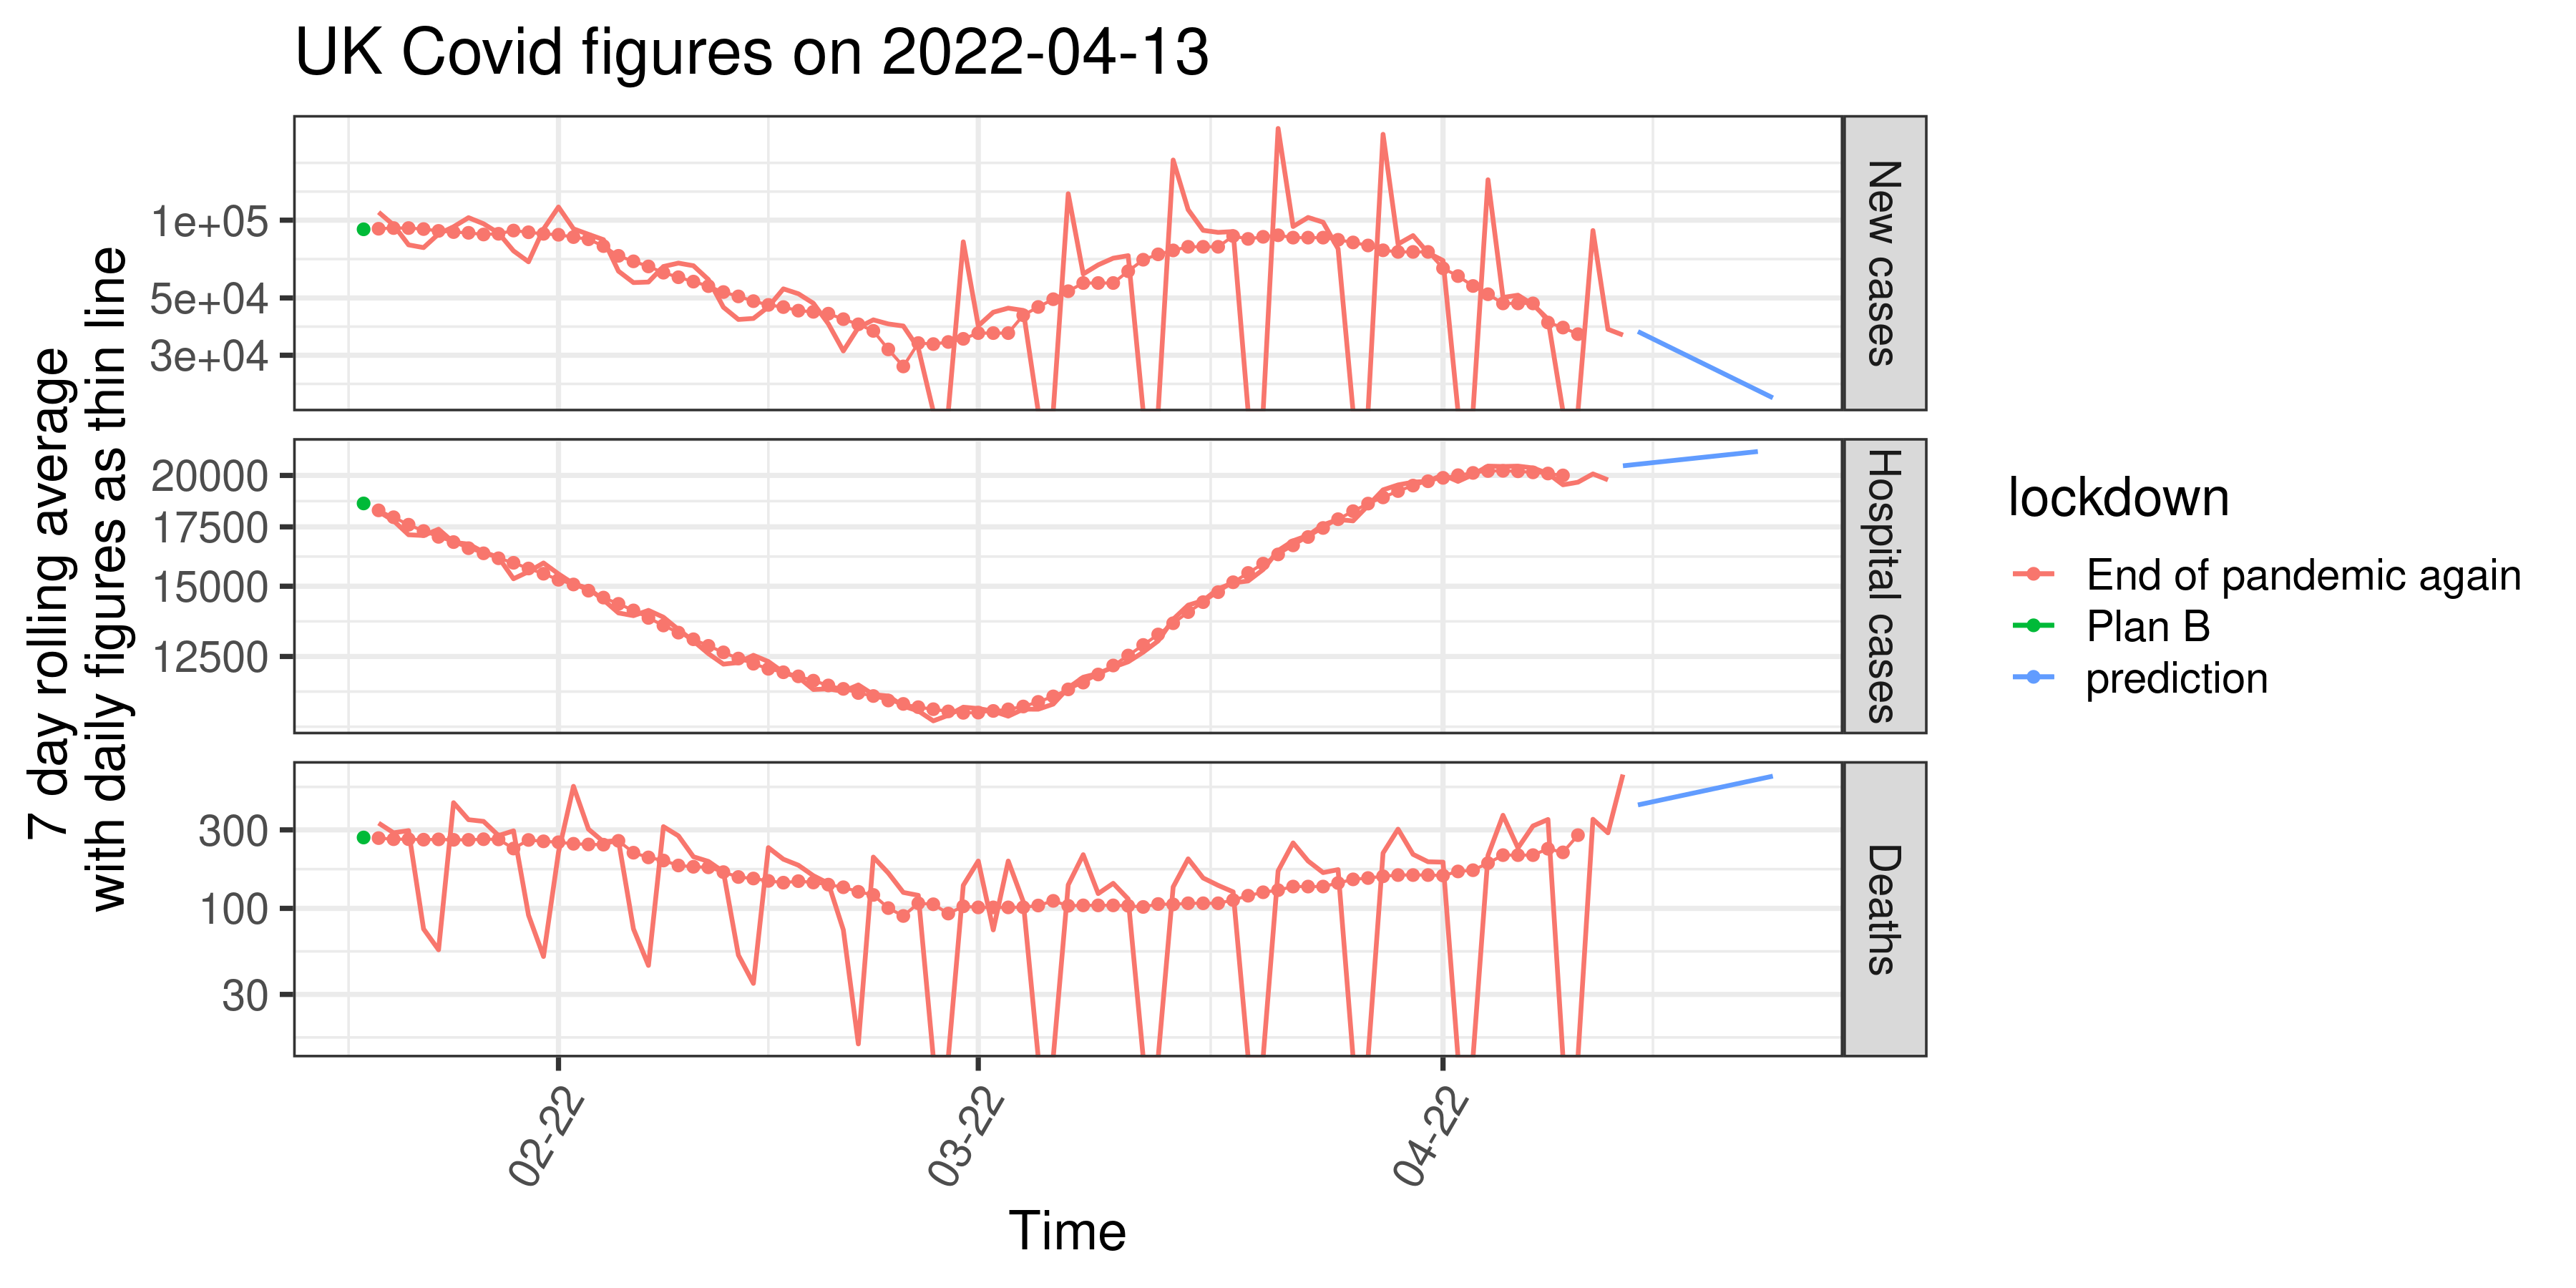 UK Covid figures on 2022-04-13
7 day rolling average
with daily figures as thin line
1e+05
5e+04
3e+04
New cases
20000
17500
15000
12500
Hospital cases
300
100
30
Deaths
02-22
03-22
04-22
Time
lockdown
End of pandemic again
Plan B
prediction